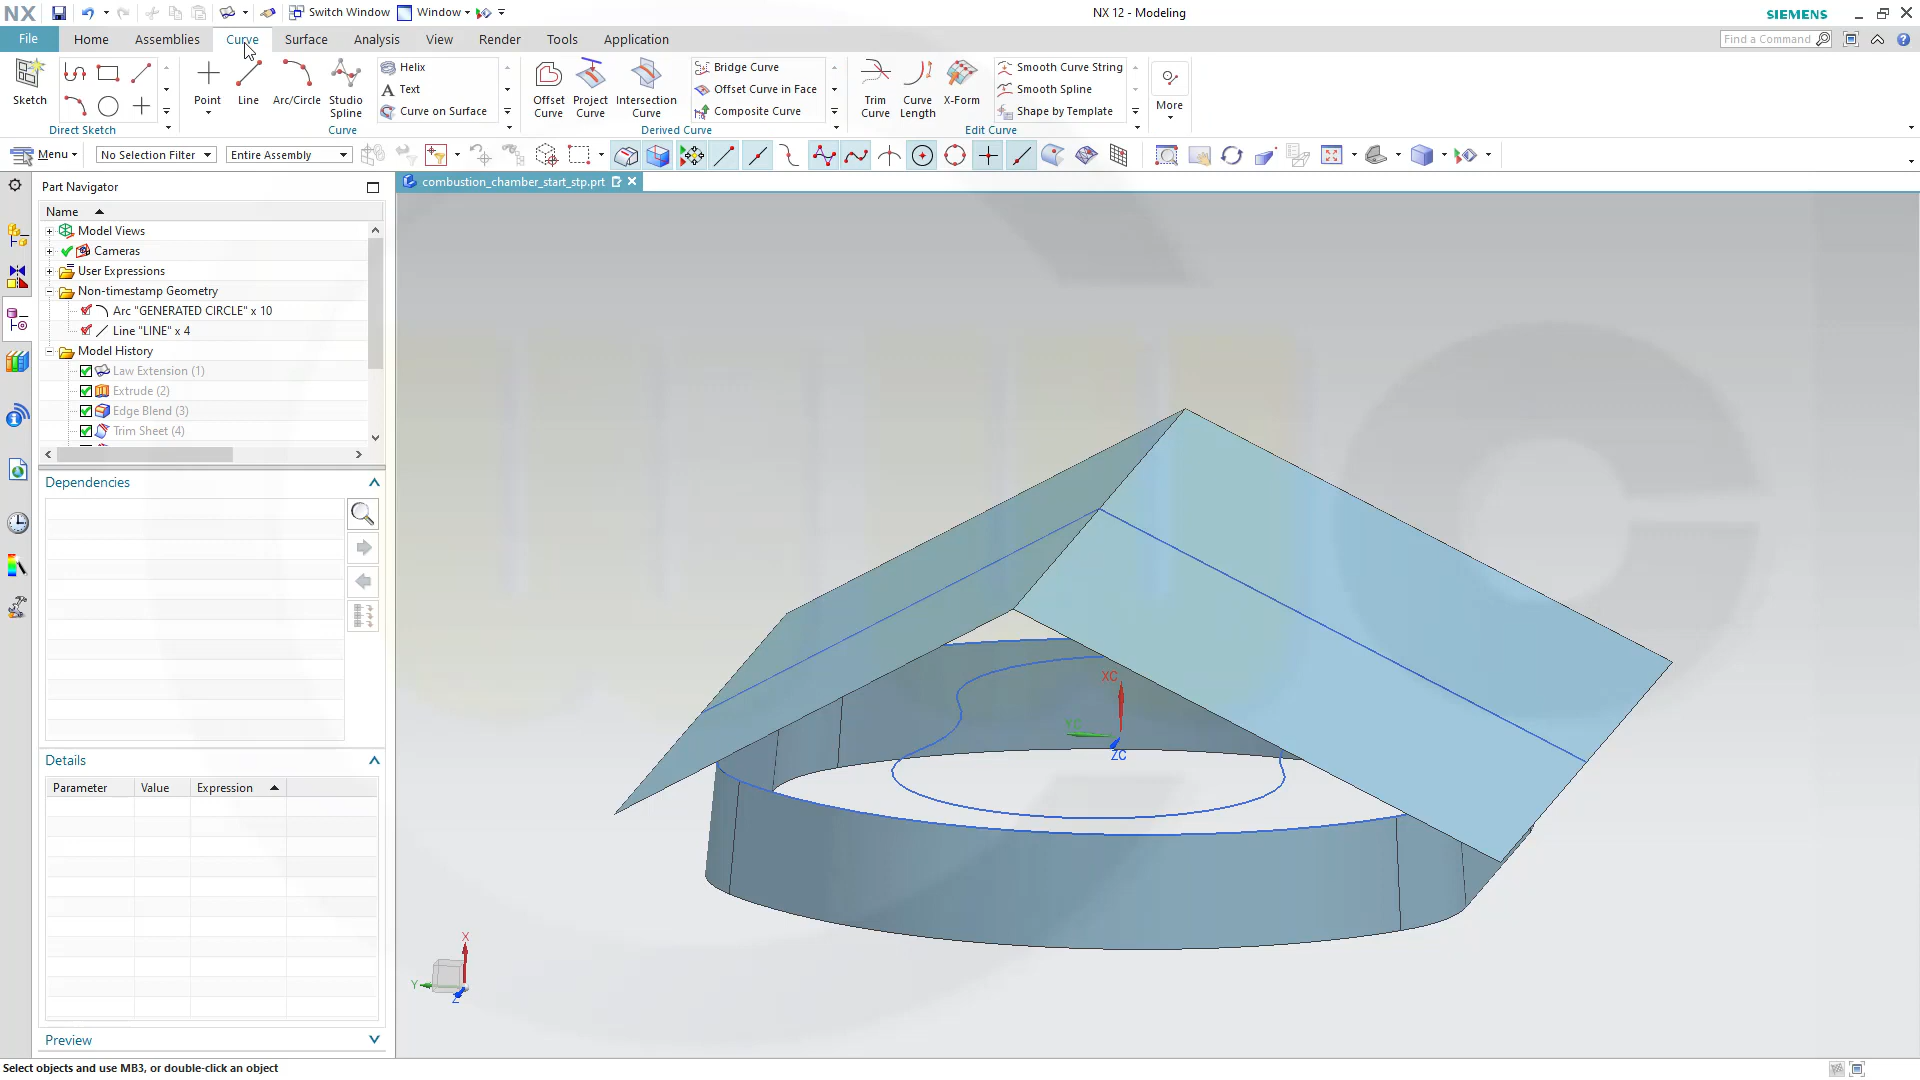 NX
Switch Window
Window
NX 12 - Modeling
SIEMENS
File
Home
Assemblies
Curve
Surface
Analysis
View
Render
Tools
Application
Find a Command
Sketch
Direct Sketch
Point
Line
Arc/Circle
Studio
Spline
Helix
Text
Curve on Surface
Curve
Offset
Curve
Project
Curve
Intersection
Curve
Bridge Curve
Offset Curve in Face
Composite Curve
Derived Curve
Trim
Curve
Curve
Length
X-Form
Smooth Curve String
Smooth Spline
Shape by Template
Edit Curve
More
Menu
No Selection Filter
Entire Assembly
Part Navigator
combustion_chamber_start_stp.prt
Name
Model Views
Cameras
User Expressions
Non-timestamp Geometry
Arc "GENERATED CIRCLE" x 10
Line "LINE" x 4
Model History
Law Extension (1)
Extrude (2)
Edge Blend (3)
Trim Sheet (4)
Dependencies
Details
Parameter
Value
Expression
Preview
XC
YC
ZC
X
Y
Z
Select objects and use MB3, or double-click an object